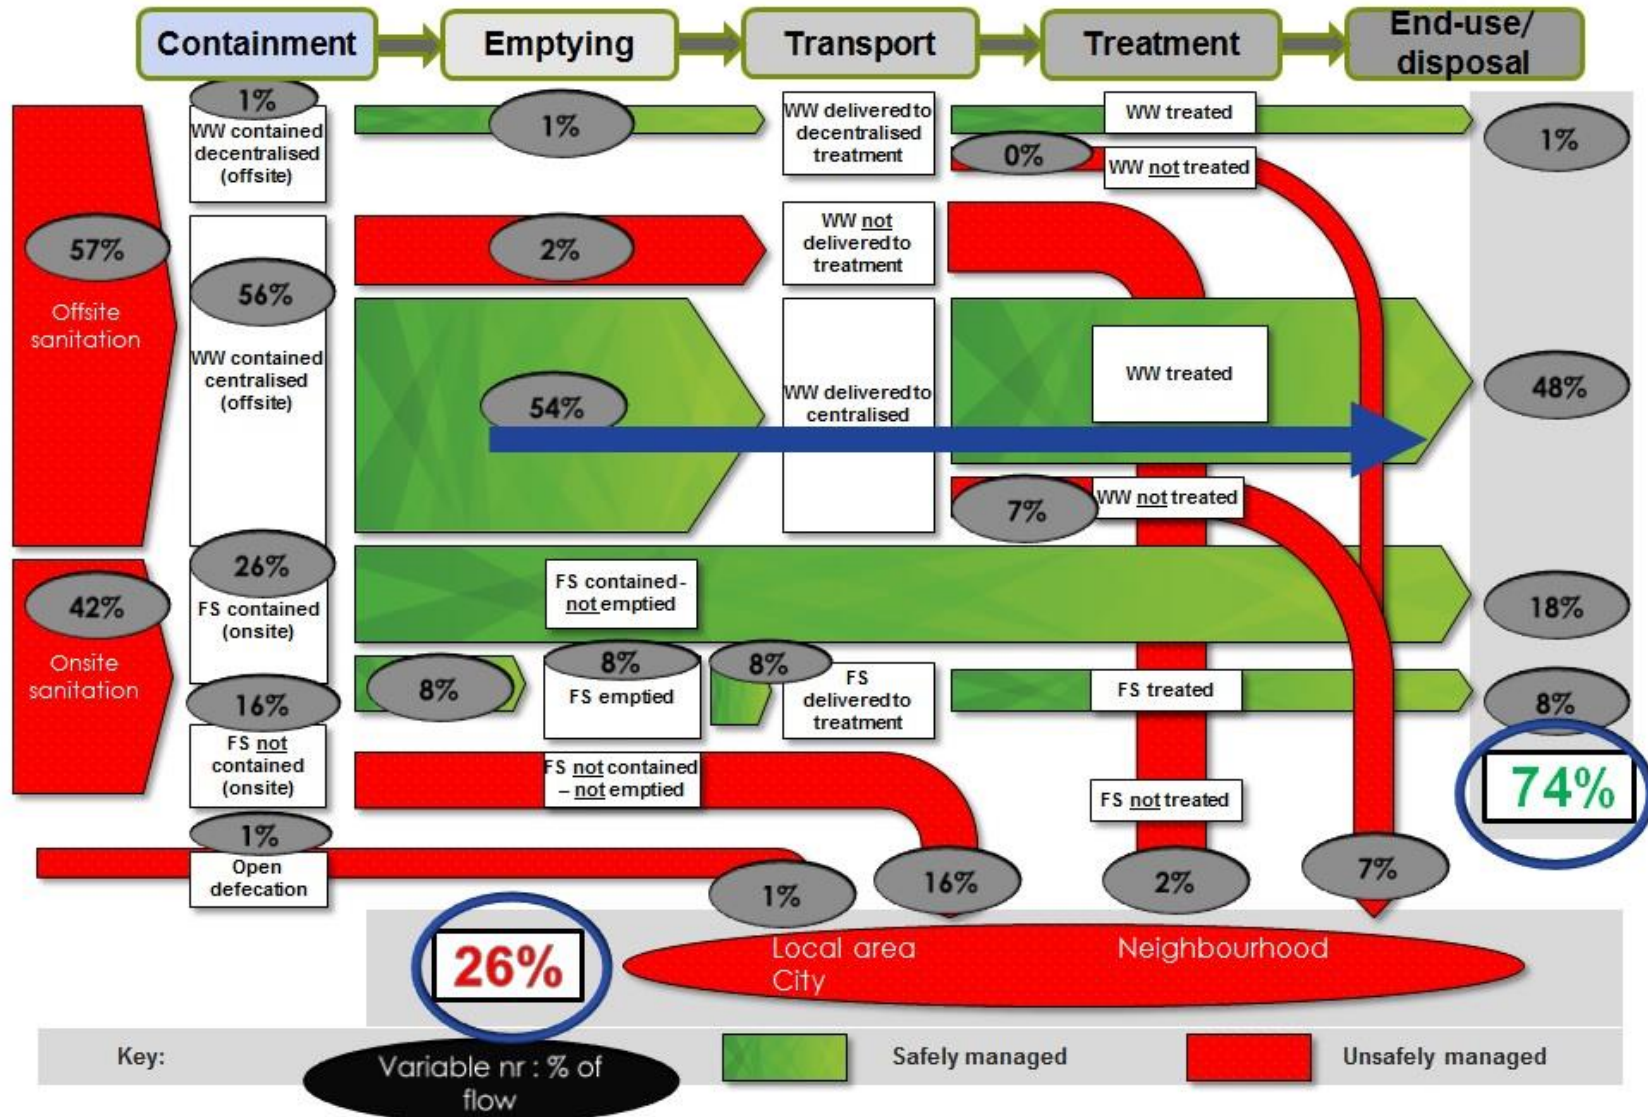 Containment
Emptying
Transport
Treatment
End-use/
disposal
1%
WW contained
decentralised
(offsite)
1%
WW delivered to
decentralised
treatment
WW treated
1%
0%
WW not treated
57%
Offsite
sanitation
56%
WW contained
centralised
(offsite)
2%
WW not
delivered to
treatment
54%
WW delivered to
centralised
WW treated
48%
7%
WW not treated
42%
Onsite
sanitation
26%
FS contained
(onsite)
FS contained -
not emptied
18%
8%
8%
FS emptied
8%
FS
delivered to
treatment
FS treated
8%
16%
FS not
contained
(onsite)
FS not contained
– not emptied
FS not treated
74%
1%
Open
defecation
1%
16%
2%
7%
26%
Local area
City
Neighbourhood
Key:
Variable nr : % of
flow
Safely managed
Unsafely managed